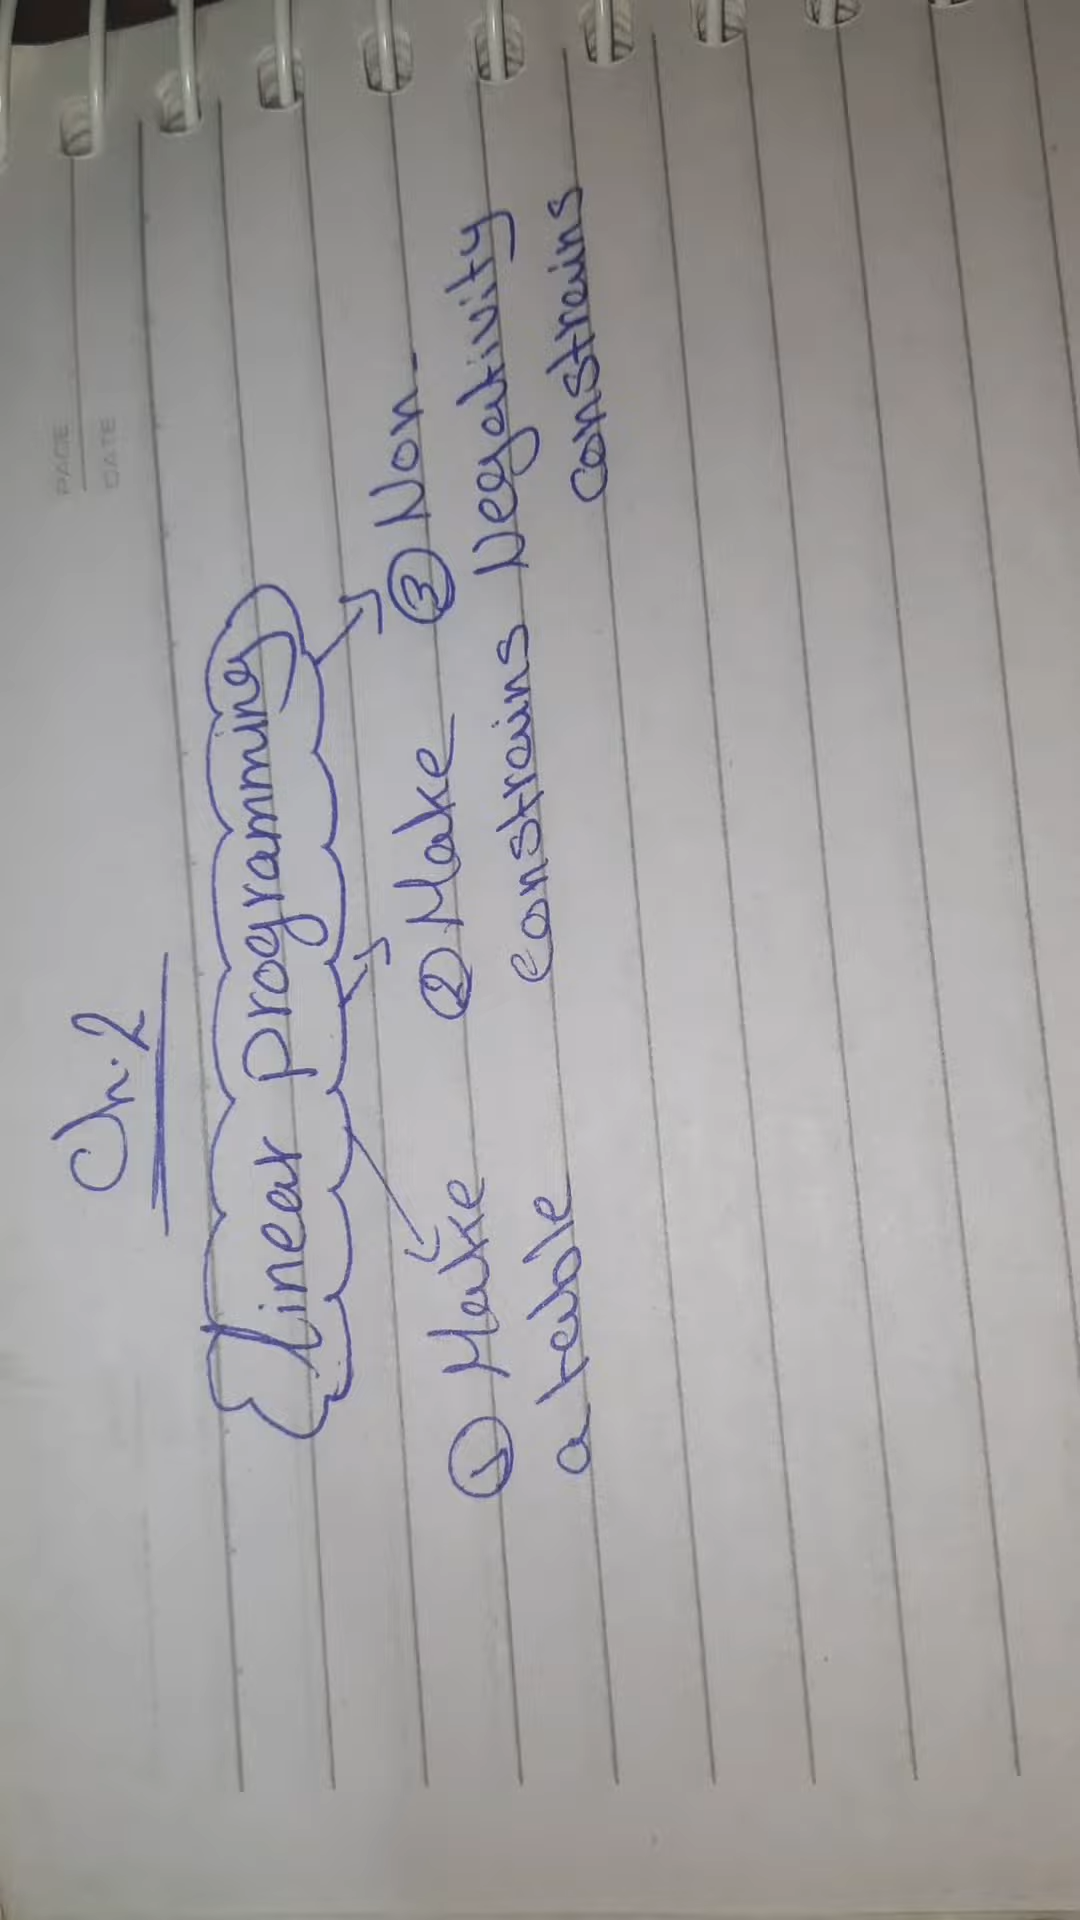 PAGE
DATE
Ch.2
linear programming
① Make
a table
② Make
constrains
③ Non-
Negativity
constrains